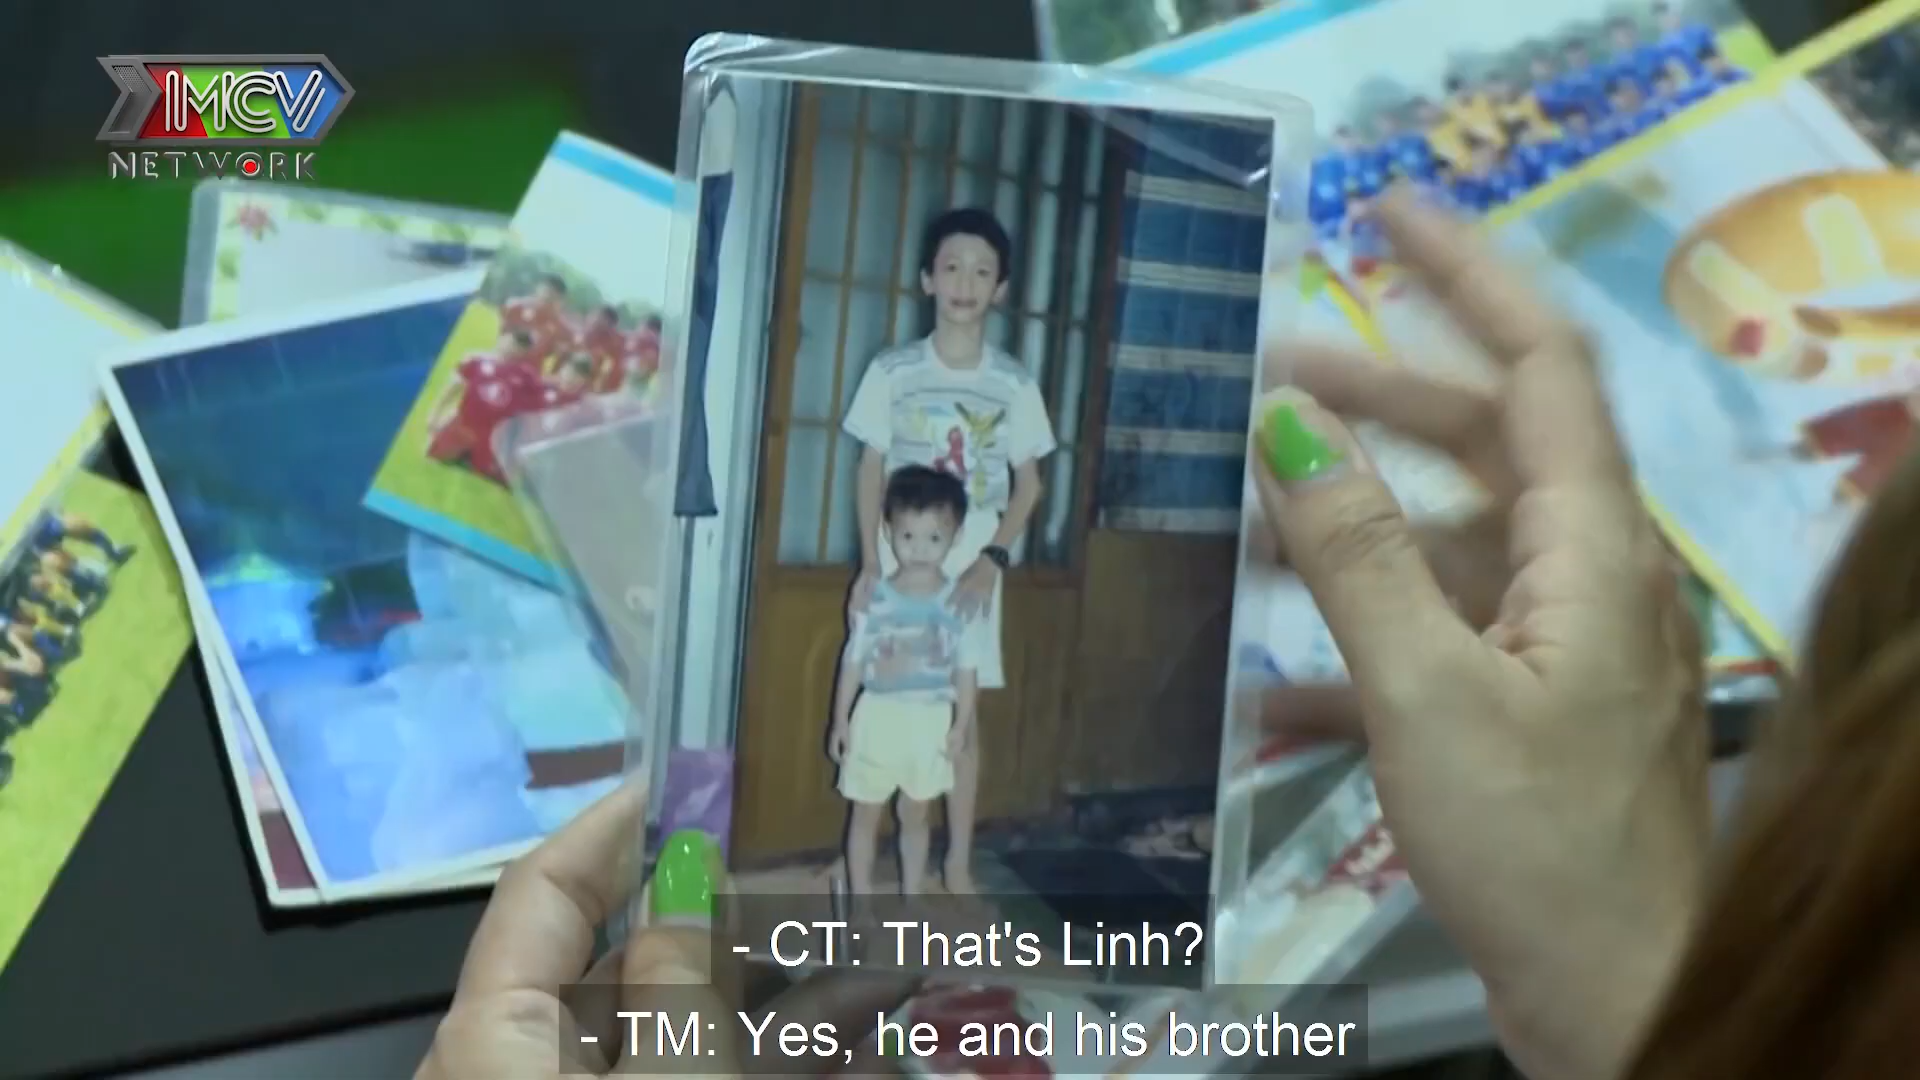 MCV
NETWORK
- CT: That's Linh?
- TM: Yes, he and his brother